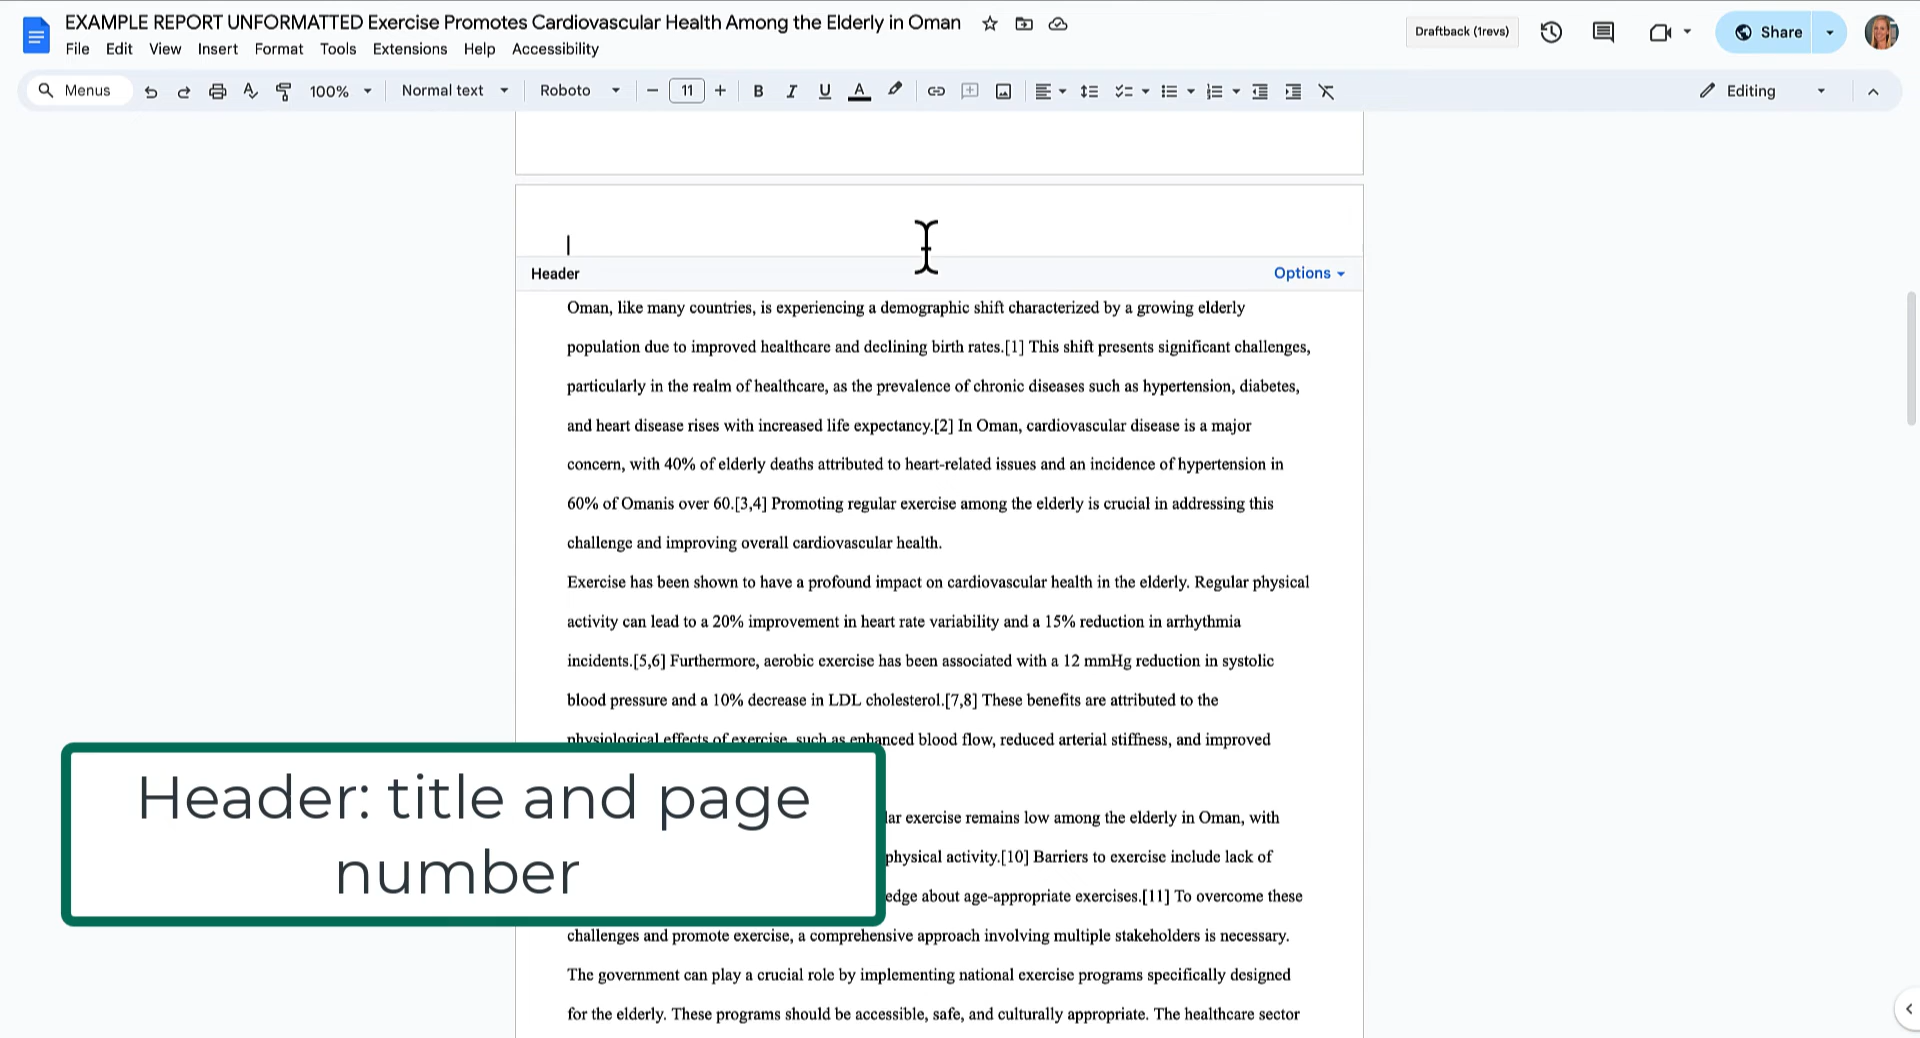 EXAMPLE REPORT UNFORMATTED Exercise Promotes Cardiovascular Health Among the Elderly in Oman
Draftback (1revs)
Share
File Edit View Insert Format Tools Extensions Help Accessibility
Menus 100% Normal text Roboto 11 B I U A Editing
Header Options
Oman, like many countries, is experiencing a demographic shift characterized by a growing elderly
population due to improved healthcare and declining birth rates.[1] This shift presents significant challenges,
particularly in the realm of healthcare, as the prevalence of chronic diseases such as hypertension, diabetes,
and heart disease rises with increased life expectancy.[2] In Oman, cardiovascular disease is a major
concern, with 40% of elderly deaths attributed to heart-related issues and an incidence of hypertension in
60% of Omanis over 60.[3,4] Promoting regular exercise among the elderly is crucial in addressing this
challenge and improving overall cardiovascular health.
Exercise has been shown to have a profound impact on cardiovascular health in the elderly. Regular physical
activity can lead to a 20% improvement in heart rate variability and a 15% reduction in arrhythmia
incidents.[5,6] Furthermore, aerobic exercise has been associated with a 12 mmHg reduction in systolic
blood pressure and a 10% decrease in LDL cholesterol.[7,8] These benefits are attributed to the
physiological effects of exercise, such as enhanced blood flow, reduced arterial stiffness, and improved
exercise remains low among the elderly in Oman, with
physical activity.[10] Barriers to exercise include lack of
about age-appropriate exercises.[11] To overcome these
challenges and promote exercise, a comprehensive approach involving multiple stakeholders is necessary.
The government can play a crucial role by implementing national exercise programs specifically designed
for the elderly. These programs should be accessible, safe, and culturally appropriate. The healthcare sector
Header: title and page
number